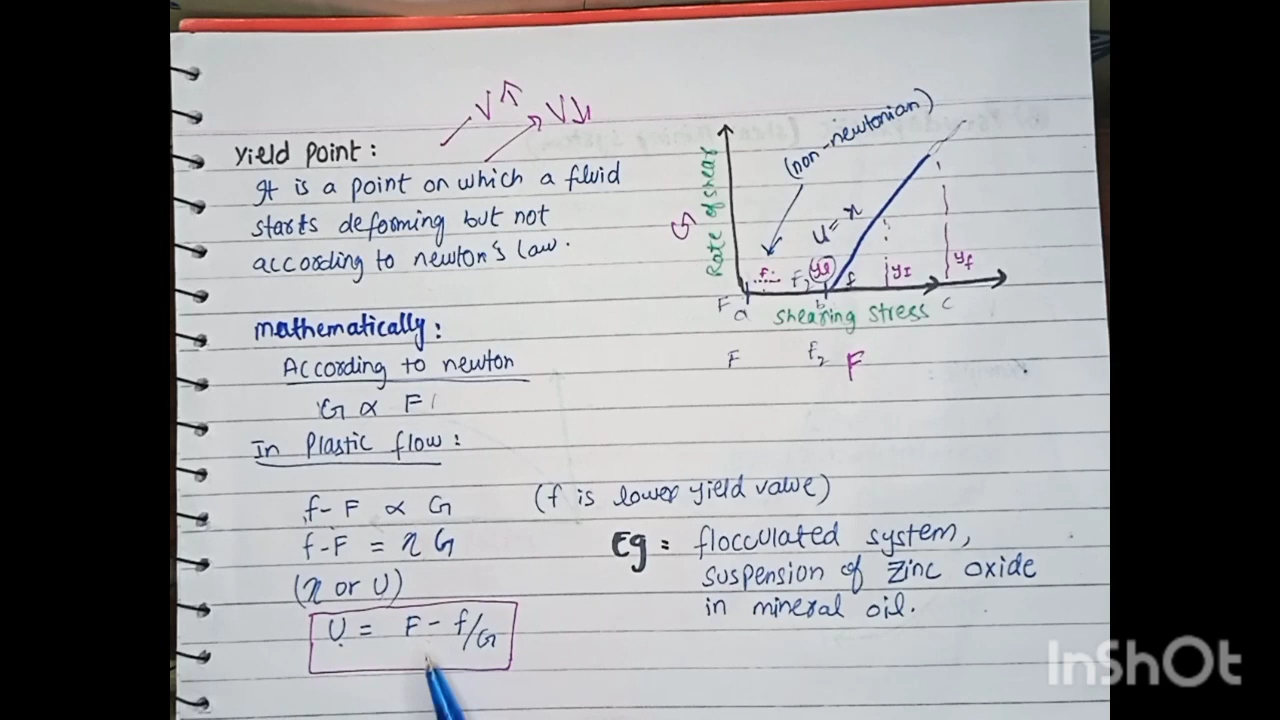 V↑
V↓
Yield point:
It is a point on which a fluid
starts deforming but not
according to newton's law.
mathematically:
According to newton
G ∝ F
In Plastic flow:
f - F ∝ G (f is lower yield value)
f - F = η G
(η or U)
U = F - f/G
Eg: flocculated system,
suspension of zinc oxide
in mineral oil.
(non-newtonian)
Rate of shear
G
U = η
f
yf
yI
F a
b
c
shearing stress
F
f2
F
InShOt